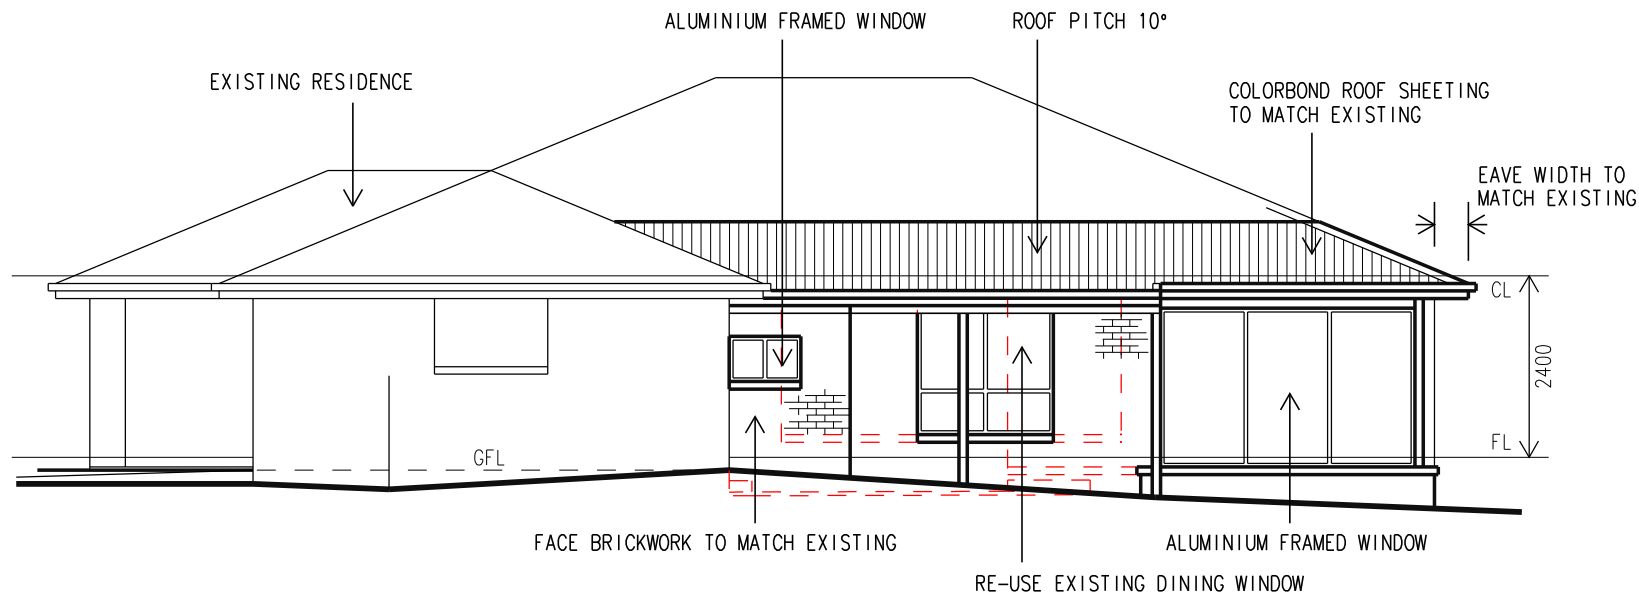 ALUMINIUM FRAMED WINDOW
ROOF PITCH 10°
EXISTING RESIDENCE
COLORBOND ROOF SHEETING
TO MATCH EXISTING
EAVE WIDTH TO
MATCH EXISTING
CL
2400
FL
GFL
FACE BRICKWORK TO MATCH EXISTING
ALUMINIUM FRAMED WINDOW
RE-USE EXISTING DINING WINDOW